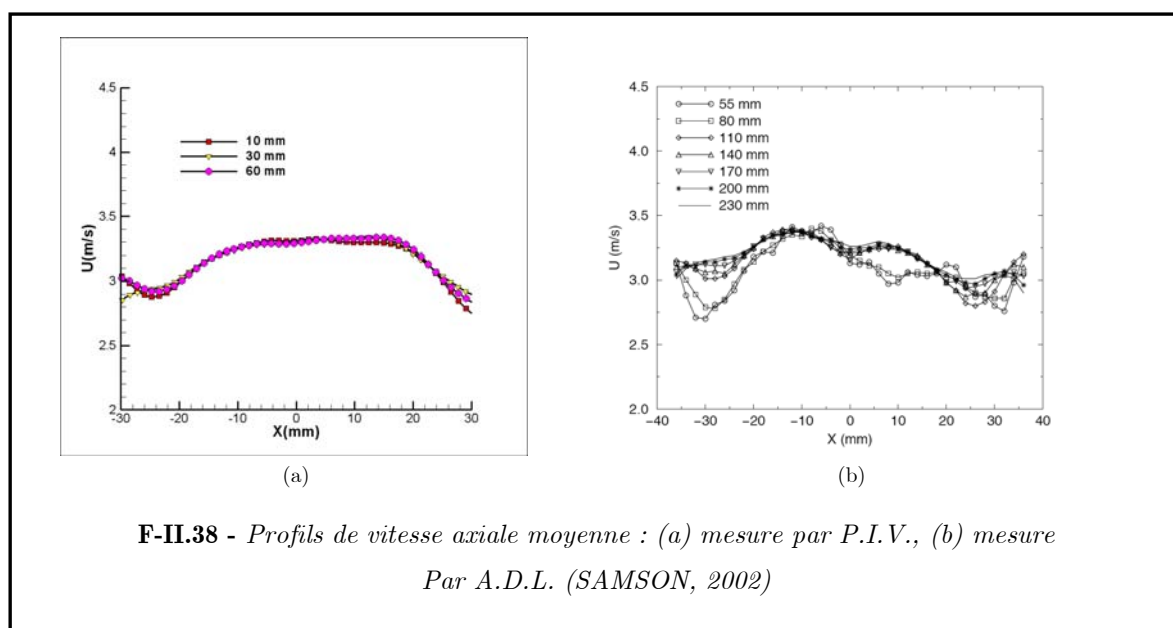 4.5
4
3.5
3
2.5
2
U(m/s)
10 mm
30 mm
60 mm
-30 -20 -10 0 10 20 30
X(mm)
(a)
4.5
4.0
3.5
3.0
2.5
2.0
U (m/s)
55 mm
80 mm
110 mm
140 mm
170 mm
200 mm
230 mm
−40 −30 −20 −10 0 10 20 30 40
X (mm)
(b)
F-II.38 - Profils de vitesse axiale moyenne : (a) mesure par P.I.V., (b) mesure
Par A.D.L. (SAMSON, 2002)